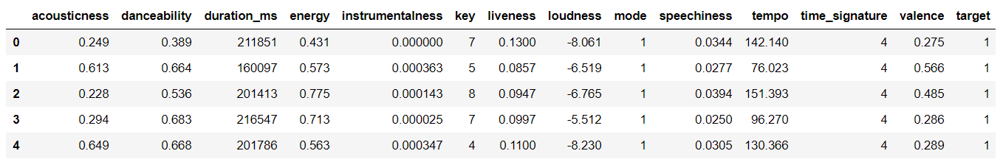 acousticness danceability duration_ms energy instrumentalness key liveness loudness mode speechiness tempo time_signature valence target
0 0.249 0.389 211851 0.431 0.000000 7 0.1300 -8.061 1 0.0344 142.140 4 0.275 1
1 0.613 0.664 160097 0.573 0.000363 5 0.0857 -6.519 1 0.0277 76.023 4 0.566 1
2 0.228 0.536 201413 0.775 0.000143 8 0.0947 -6.765 1 0.0394 151.393 4 0.485 1
3 0.294 0.683 216547 0.713 0.000025 7 0.0997 -5.512 1 0.0250 96.270 4 0.286 1
4 0.649 0.668 201786 0.563 0.000347 4 0.1100 -8.230 1 0.0305 130.366 4 0.289 1